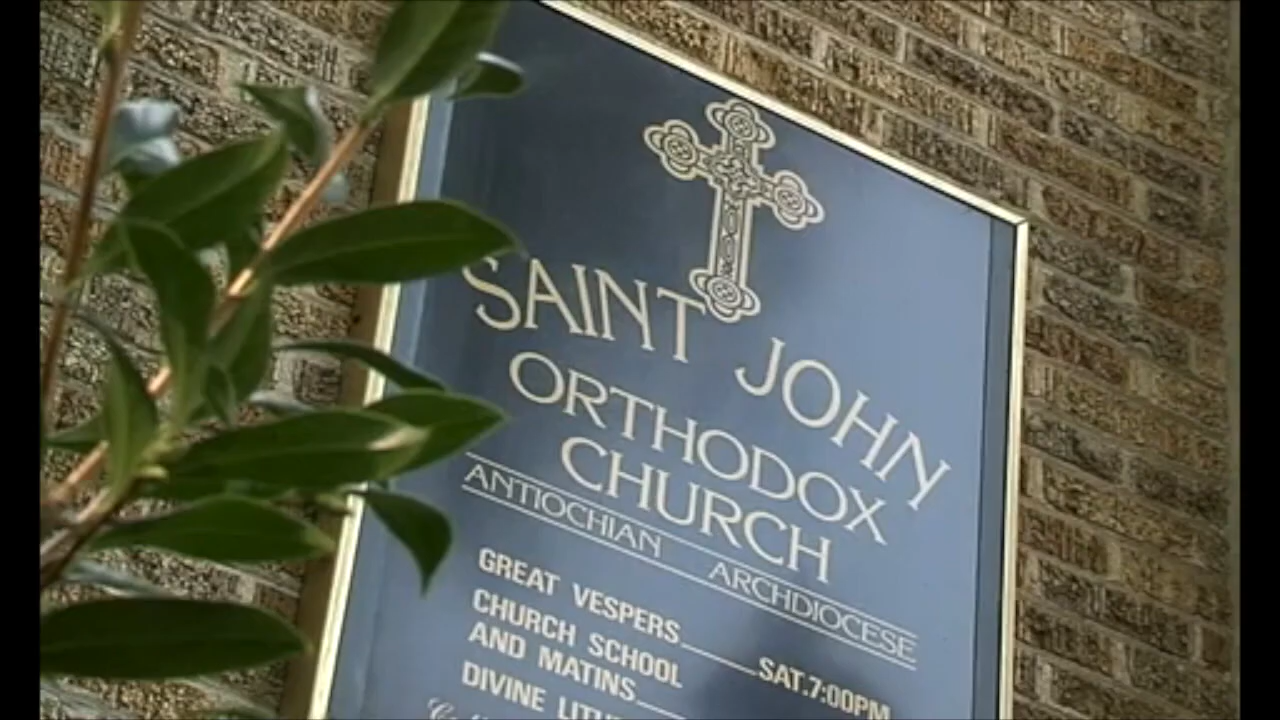 SAINT JOHN
ORTHODOX
CHURCH
ANTIOCHIAN ARCHDIOCESE
GREAT VESPERS SAT.7:00PM
CHURCH SCHOOL
AND MATINS
DIVINE